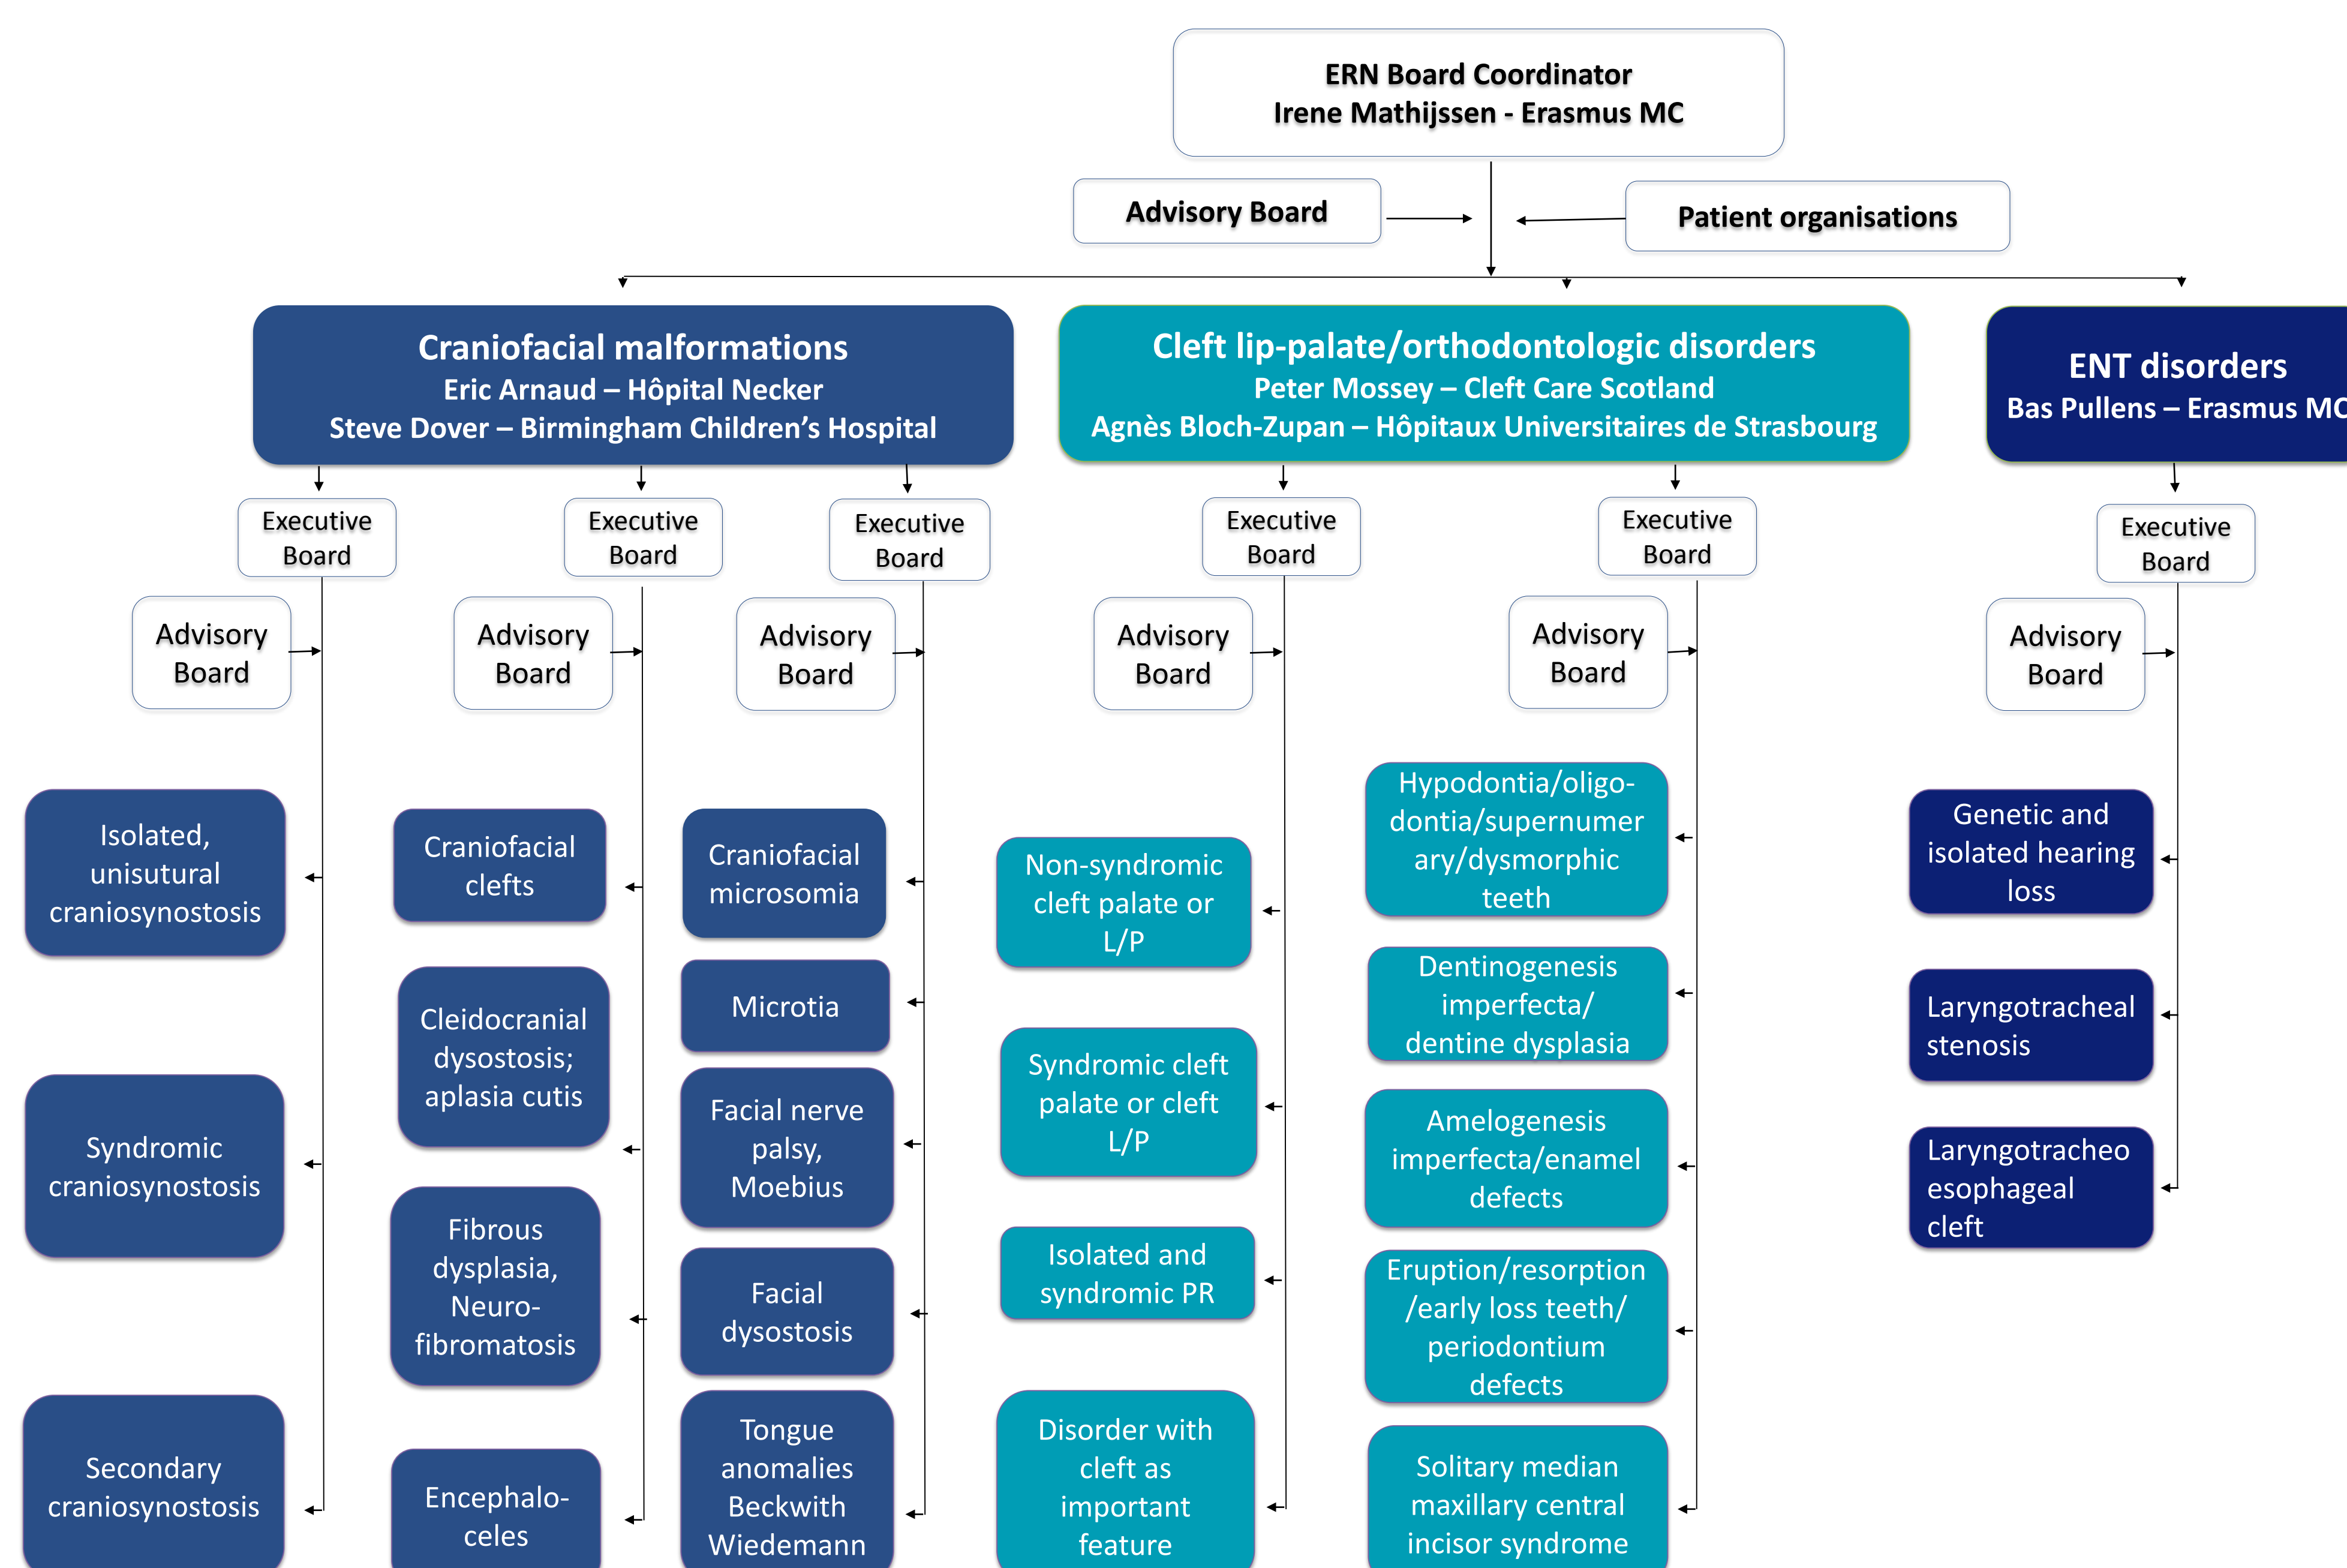 ERN Board Coordinator
Irene Mathijssen - Erasmus MC
Advisory Board
Patient organisations
Craniofacial malformations
Eric Arnaud – Hôpital Necker
Steve Dover – Birmingham Children’s Hospital
Cleft lip-palate/orthodontologic disorders
Peter Mossey – Cleft Care Scotland
Agnès Bloch-Zupan – Hôpitaux Universitaires de Strasbourg
ENT disorders
Bas Pullens – Erasmus MC
Executive
Board
Advisory
Board
Isolated,
unisutural
craniosynostosis
Syndromic
craniosynostosis
Secondary
craniosynostosis
Executive
Board
Advisory
Board
Craniofacial
clefts
Cleidocranial
dysostosis;
aplasia cutis
Fibrous
dysplasia,
Neuro-
fibromatosis
Encephalo-
celes
Executive
Board
Advisory
Board
Craniofacial
microsomia
Microtia
Facial nerve
palsy,
Moebius
Facial
dysostosis
Tongue
anomalies
Beckwith
Wiedemann
Executive
Board
Advisory
Board
Non-syndromic
cleft palate or
L/P
Syndromic cleft
palate or cleft
L/P
Isolated and
syndromic PR
Disorder with
cleft as
important
feature
Executive
Board
Advisory
Board
Hypodontia/oligo-
dontia/supernumer
ary/dysmorphic
teeth
Dentinogenesis
imperfecta/
dentine dysplasia
Amelogenesis
imperfecta/enamel
defects
Eruption/resorption
/early loss teeth/
periodontium
defects
Solitary median
maxillary central
incisor syndrome
Executive
Board
Advisory
Board
Genetic and
isolated hearing
loss
Laryngotracheal
stenosis
Laryngotracheo
esophageal
cleft